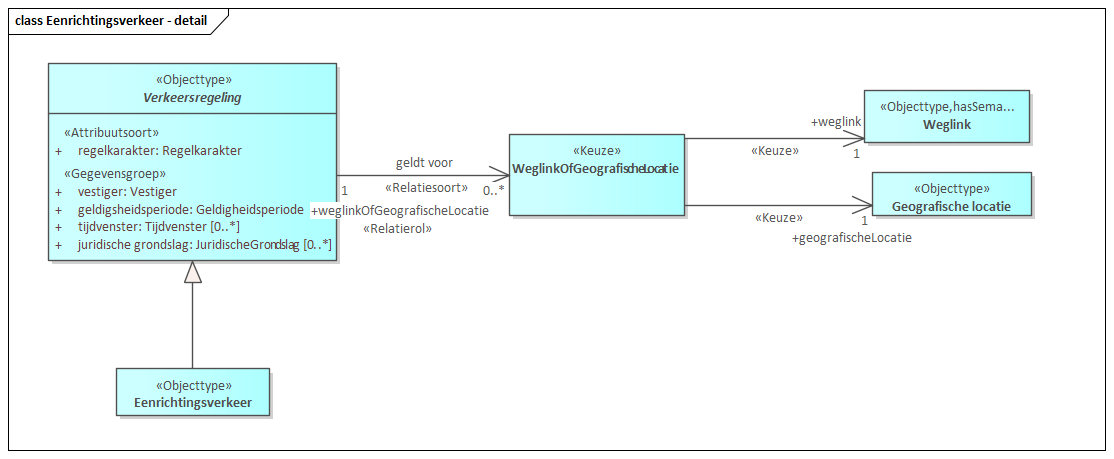 class Eenrichtingsverkeer - detail
«Objecttype»
Verkeersregeling
«Attribuutsoort»
+ regelkarakter: Regelkarakter
«Gegevensgroep»
+ vestiger: Vestiger
+ geldigsheidsperiode: Geldigheidsperiode
+ tijdvenster: Tijdvenster [0..*]
+ juridische grondslag: JuridischeGrondslag [0..*]
geldt voor
1
«Relatiesoort»
0..*
+weglinkOfGeografischeLocatie
«Relatierol»
«Keuze»
WeglinkOfGeografischeLocatie
+weglink
«Keuze»
1
«Objecttype,hasSema...
Weglink
«Keuze»
1
+geografischeLocatie
«Objecttype»
Geografische locatie
«Objecttype»
Eenrichtingsverkeer